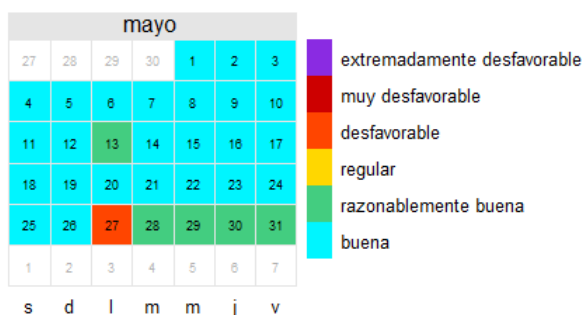 mayo
27 28 29 30 1 2 3
4 5 6 7 8 9 10
11 12 13 14 15 16 17
18 19 20 21 22 23 24
25 26 27 28 29 30 31
1 2 3 4 5 6 7
s d l m m j v
extremadamente desfavorable
muy desfavorable
desfavorable
regular
razonablemente buena
buena